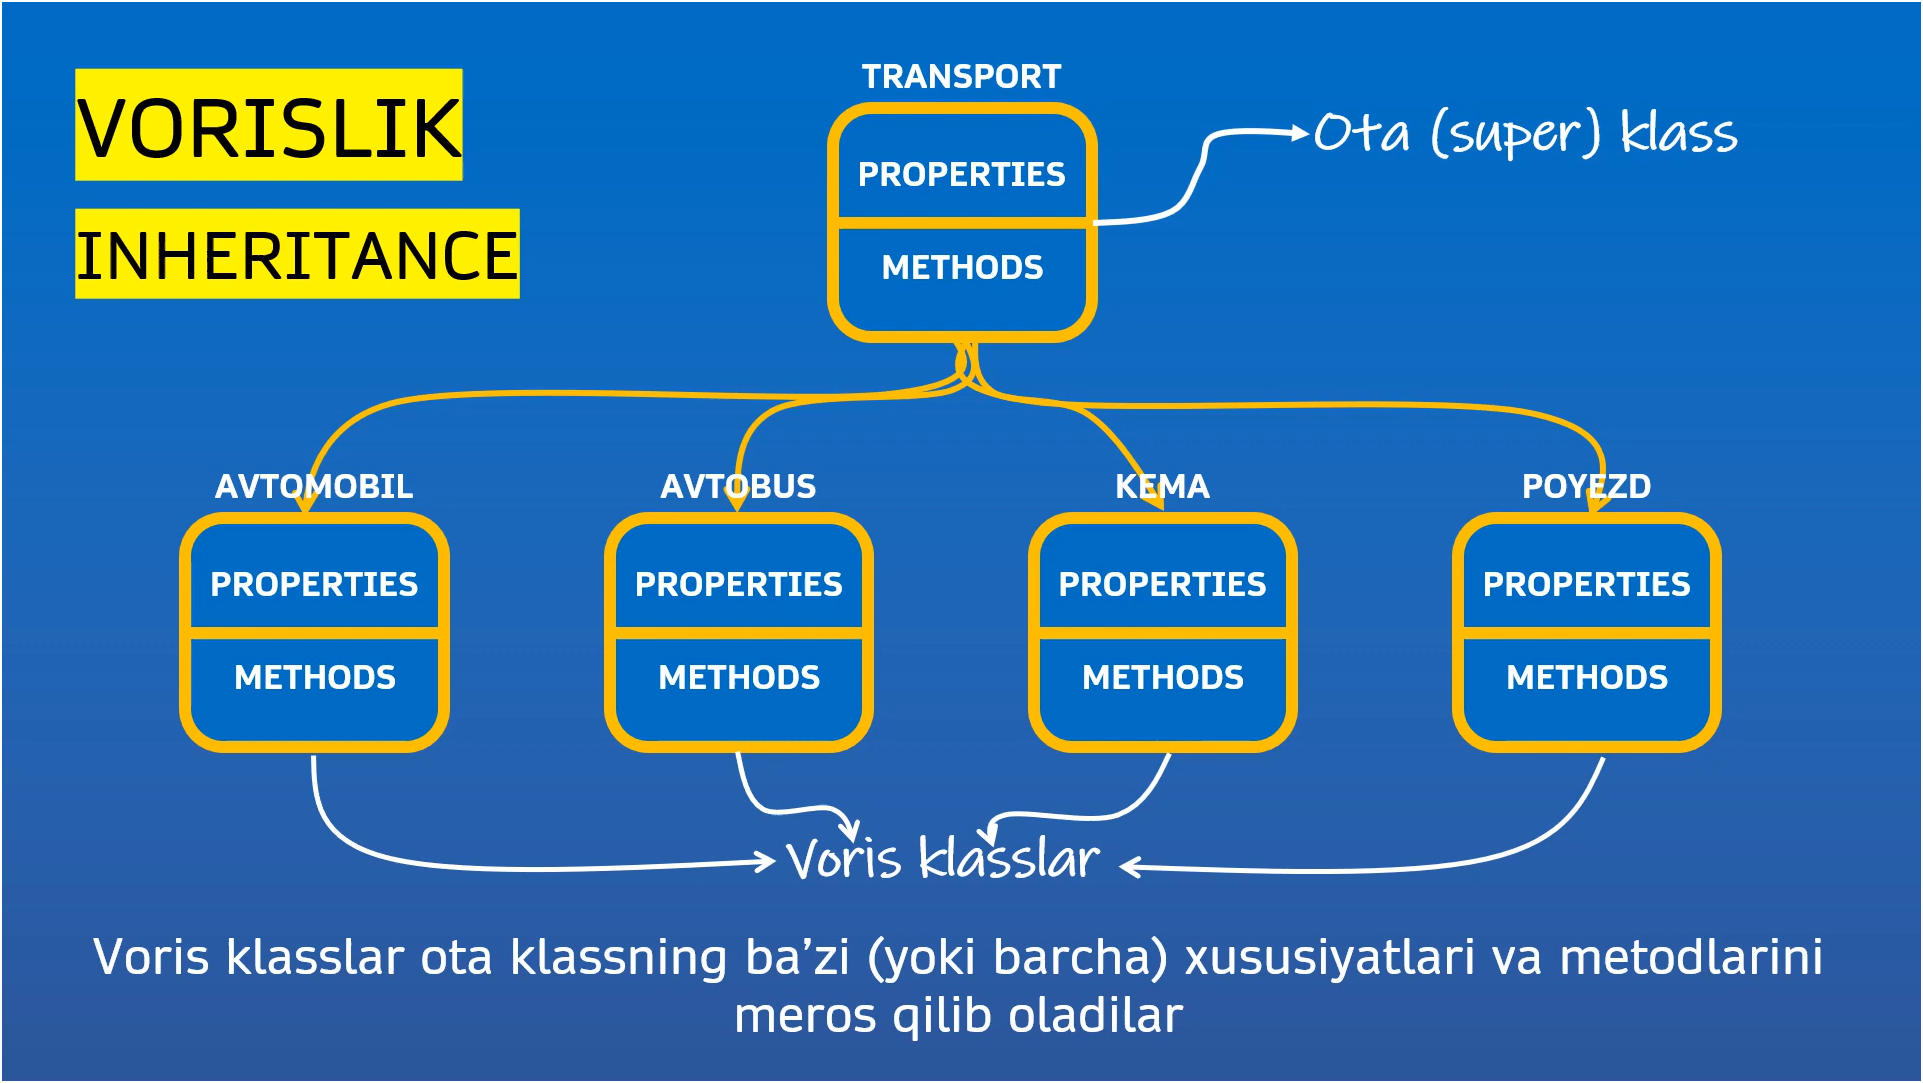 VORISLIK
INHERITANCE
TRANSPORT
PROPERTIES
METHODS
Ota (super) klass
AVTOMOBIL
PROPERTIES
METHODS
AVTOBUS
PROPERTIES
METHODS
KEMA
PROPERTIES
METHODS
POYEZD
PROPERTIES
METHODS
Voris klasslar
Voris klasslar ota klassning ba’zi (yoki barcha) xususiyatlari va metodlarini
meros qilib oladilar